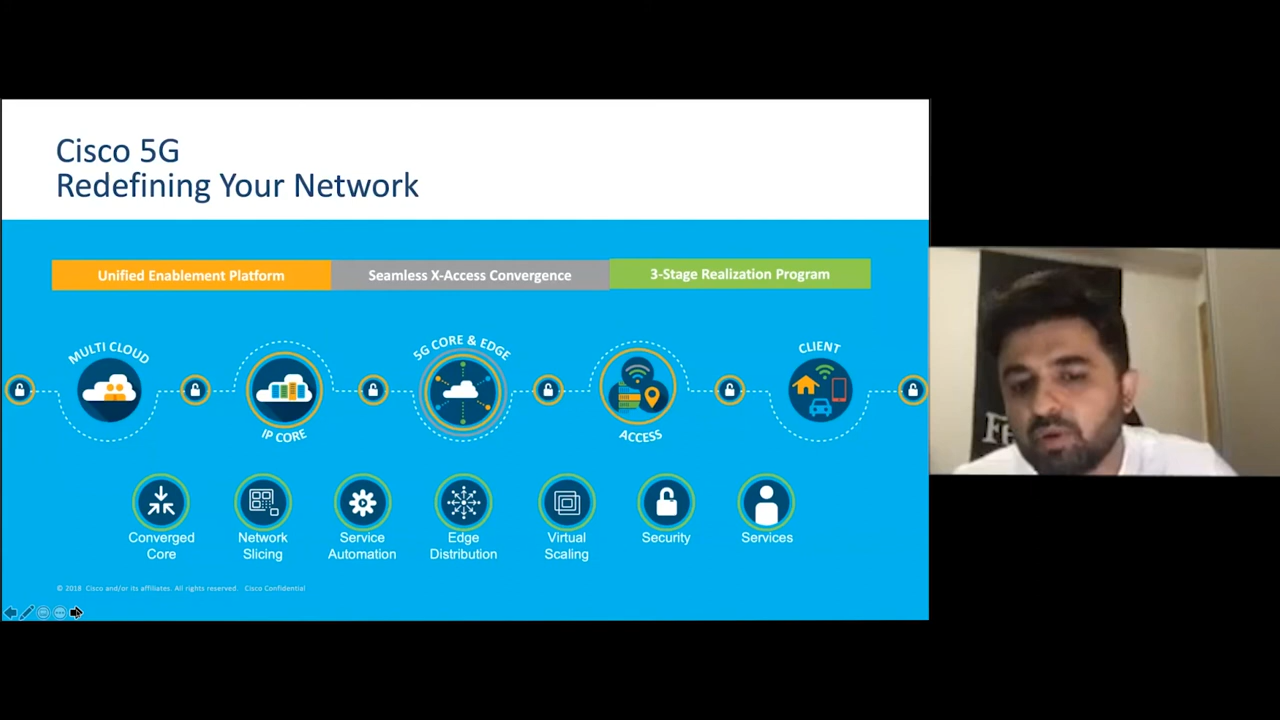 Cisco 5G
Redefining Your Network
Unified Enablement Platform
Seamless X-Access Convergence
3-Stage Realization Program
MULTI CLOUD
IP CORE
5G CORE & EDGE
ACCESS
CLIENT
Converged
Core
Network
Slicing
Service
Automation
Edge
Distribution
Virtual
Scaling
Security
Services
© 2018 Cisco and/or its affiliates. All rights reserved. Cisco Confidential